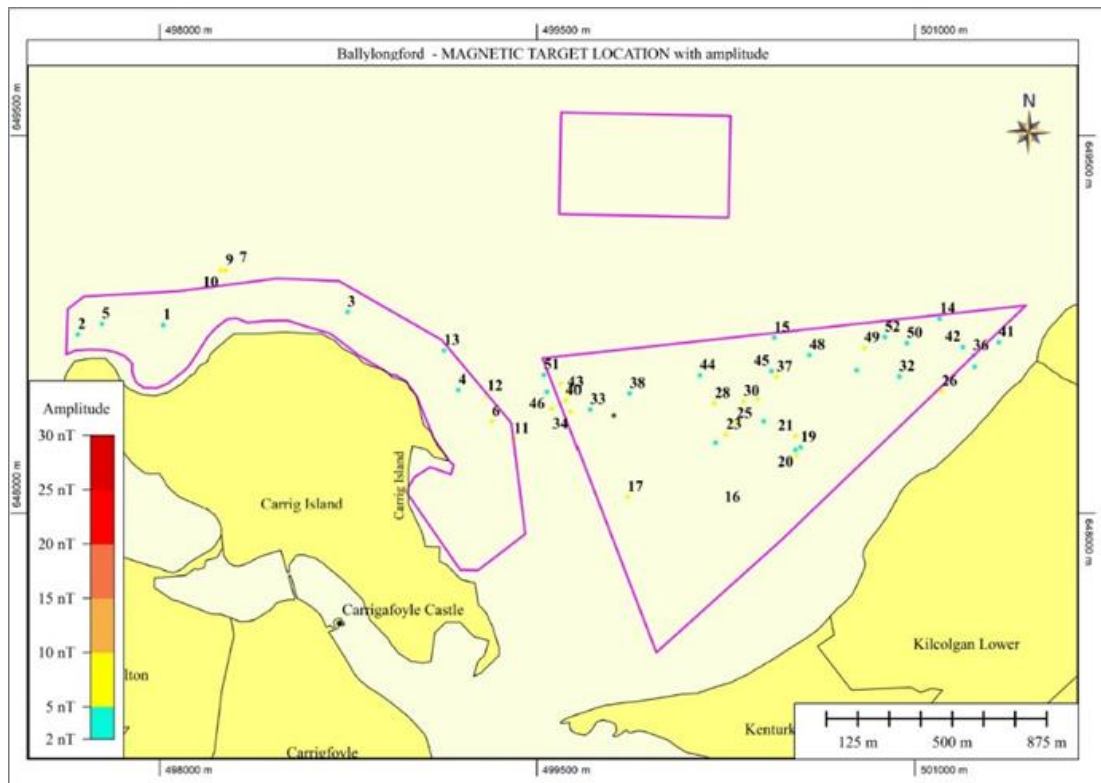 498000 m
499500 m
501000 m
Ballylongford - MAGNETIC TARGET LOCATION with amplitude
649500 m
649500 m
N
9 7
10
14
3
5
1
2
15
52
50
13
49
42
41
48
36
51
45
37
44
4
43
38
32
12
40
28
30
26
46
33
6
25
34
23
21
11
19
20
17
16
Amplitude
30 nT
25 nT
20 nT
15 nT
10 nT
5 nT
2 nT
Carrig Island
Carrig Island
648000 m
648000 m
Carrigafoyle Castle
Kilcolgan Lower
lton
Kenturk
Carrigfoyle
125 m
500 m
875 m
498000 m
499500 m
501000 m